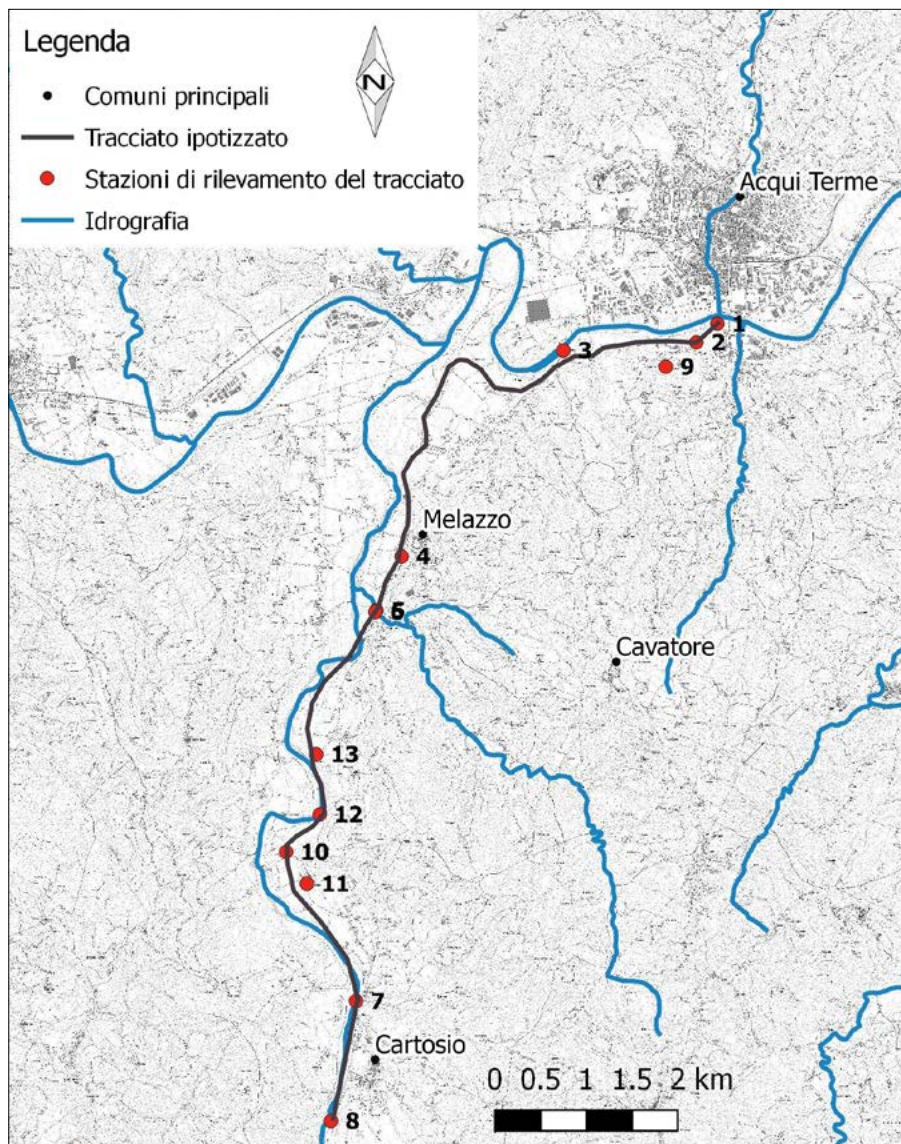 Legenda
N
Comuni principali
Tracciato ipotizzato
Stazioni di rilevamento del tracciato
Idrografia
Acqui Terme
1
2
3
9
Melazzo
4
5
Cavatore
13
12
10
11
7
Cartosio
0 0.5 1 1.5 2 km
8